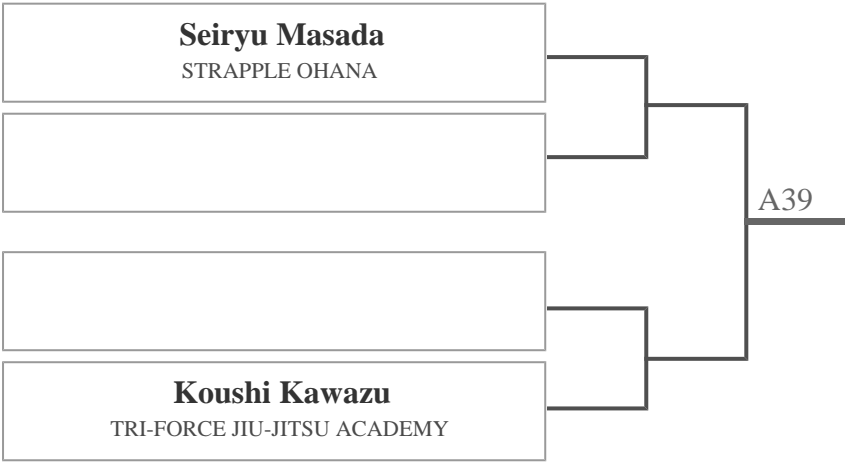 Seiryu Masada
STRAPPLE OHANA
A39
Koushi Kawazu
TRI-FORCE JIU-JITSU ACADEMY